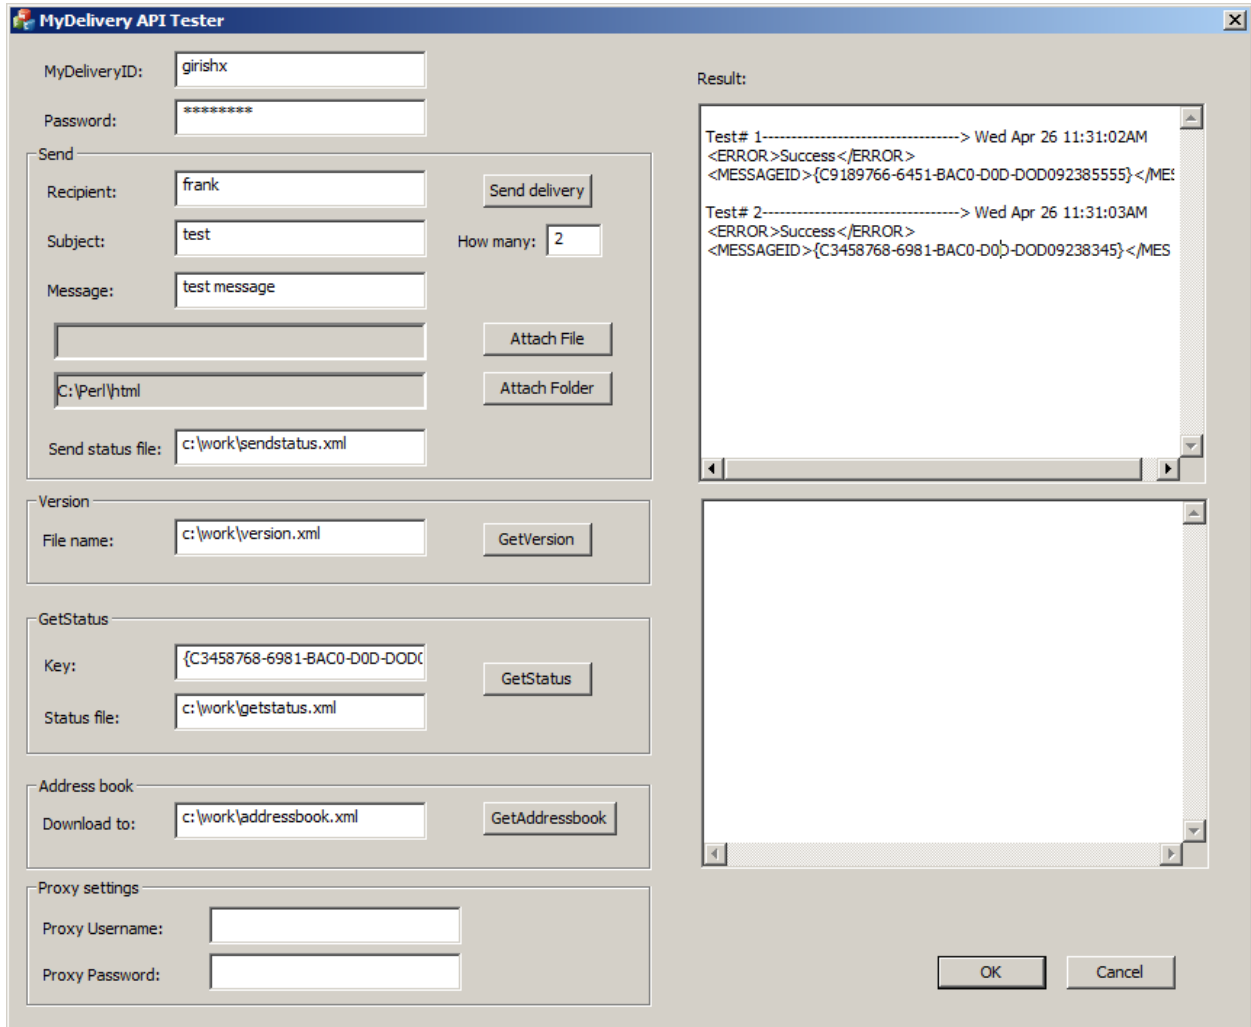 MyDelivery API Tester
MyDeliveryID: girishx
Password: ********
Send
Recipient: frank
Send delivery
Subject: test
How many: 2
Message: test message
Attach File
C:\Perl\html
Attach Folder
Send status file: c:\work\sendstatus.xml
Version
File name: c:\work\version.xml
GetVersion
GetStatus
Key: {C3458768-6981-BAC0-D0D-DOD(
GetStatus
Status file: c:\work\getstatus.xml
Address book
Download to: c:\work\addressbook.xml
GetAddressbook
Proxy settings
Proxy Username:
Proxy Password:
Result:
Test# 1----------------------------------> Wed Apr 26 11:31:02AM
<ERROR>Success</ERROR>
<MESSAGEID>{C9189766-6451-BAC0-D0D-DOD092385555}</MES
Test# 2----------------------------------> Wed Apr 26 11:31:03AM
<ERROR>Success</ERROR>
<MESSAGEID>{C3458768-6981-BAC0-D0D-DOD09238345}</MES
OK
Cancel